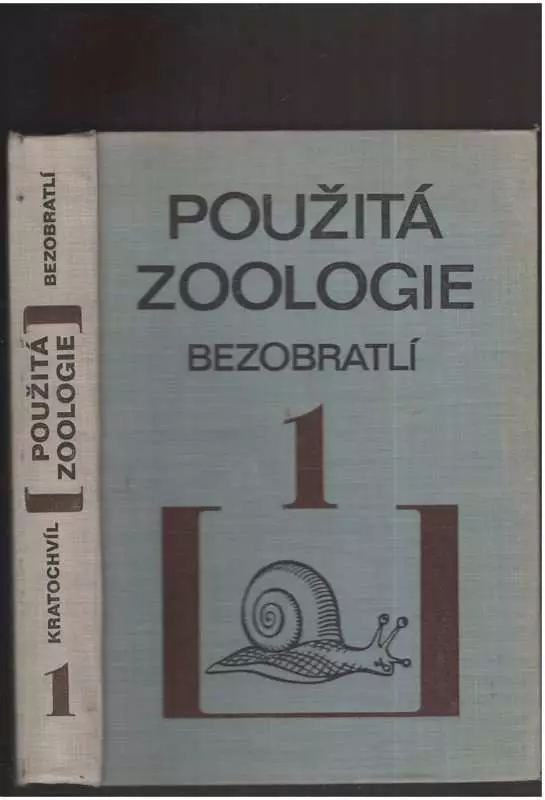 POUŽITÁ
ZOOLOGIE
BEZOBRATLÍ
1
BEZOBRATLÍ
POUŽITÁ
ZOOLOGIE
KRATOCHVÍL
1